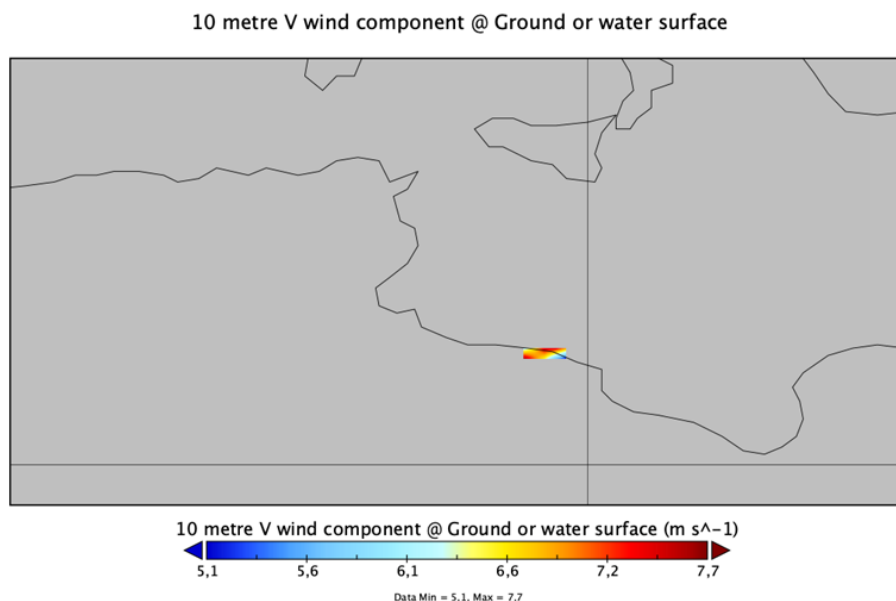 10 metre V wind component @ Ground or water surface
10 metre V wind component @ Ground or water surface (m s^-1)
5,1 5,6 6,1 6,6 7,2 7,7
Data Min = 5,1, Max = 7,7